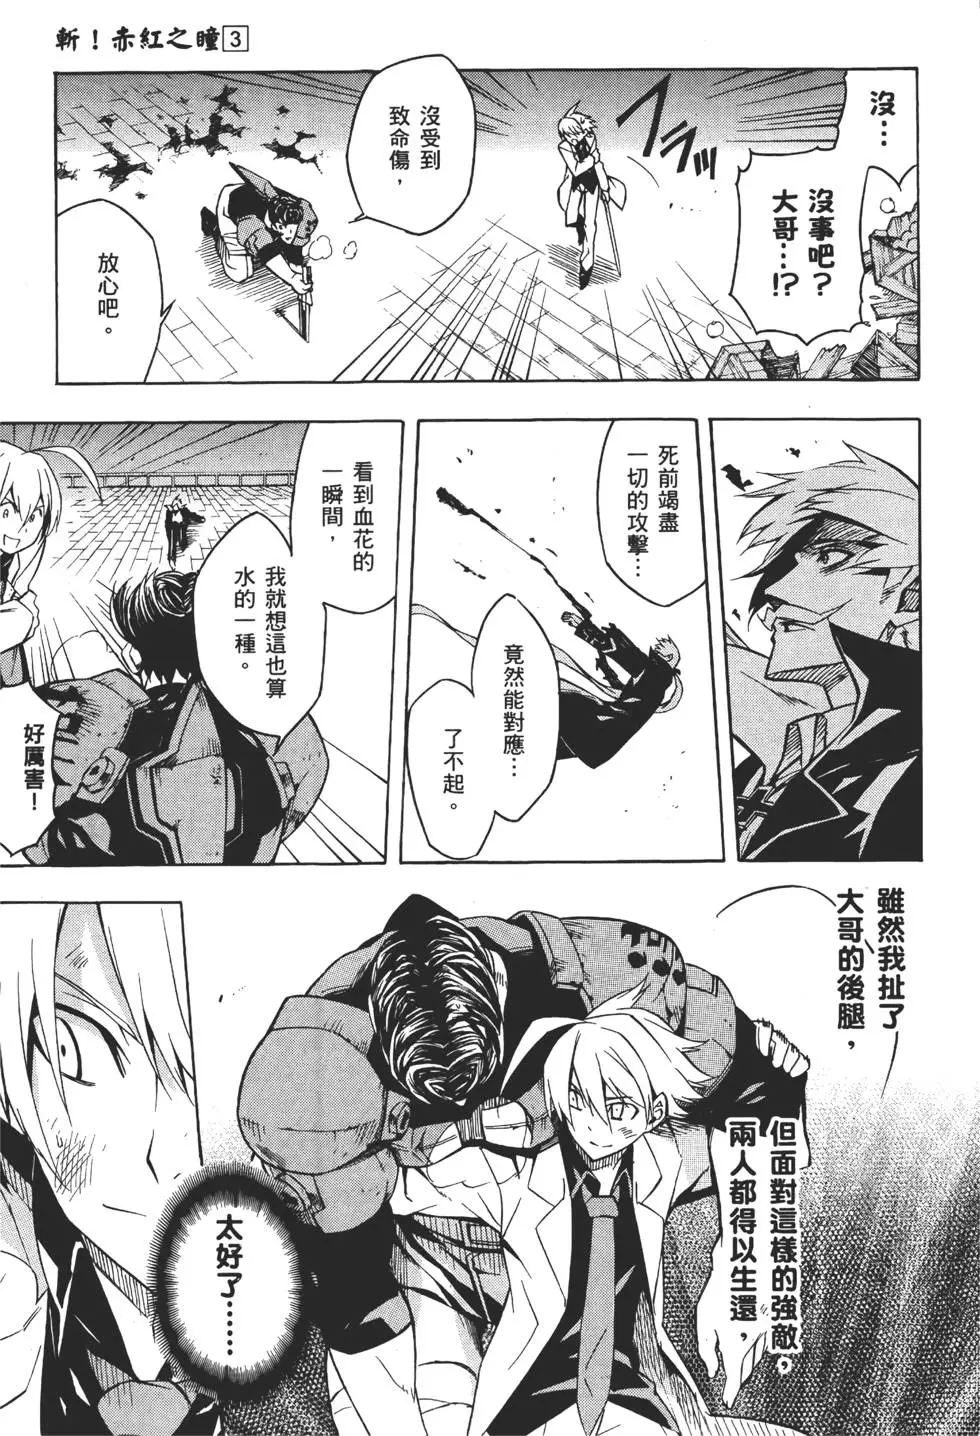 斬！赤紅之瞳3
沒…
沒事吧？
大哥…!?
フラッ
沒受到
致命傷，
放心吧。
死前竭盡
一切的攻擊…
竟然能對應…
了不起。
看到血花的
一瞬間，
我就想這也算
水的一種。
好厲害！
雖然我扯了
大哥的後腿，
但面對這樣的強敵，
兩人都得以生還，
太好了……